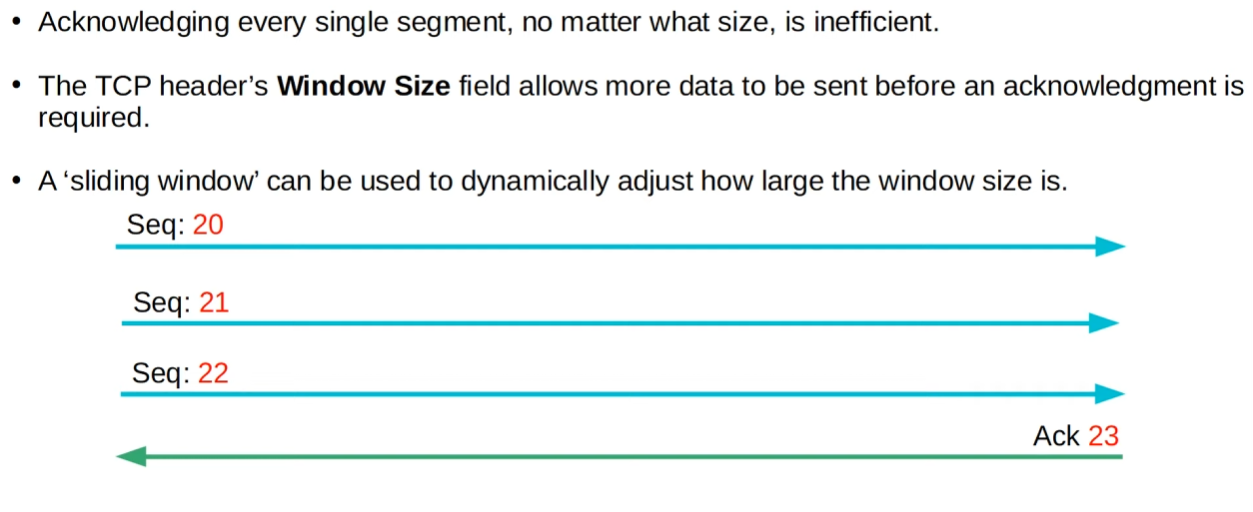 • Acknowledging every single segment, no matter what size, is inefficient.
• The TCP header’s Window Size field allows more data to be sent before an acknowledgment is
required.
• A ‘sliding window’ can be used to dynamically adjust how large the window size is.
Seq: 20
Seq: 21
Seq: 22
Ack 23